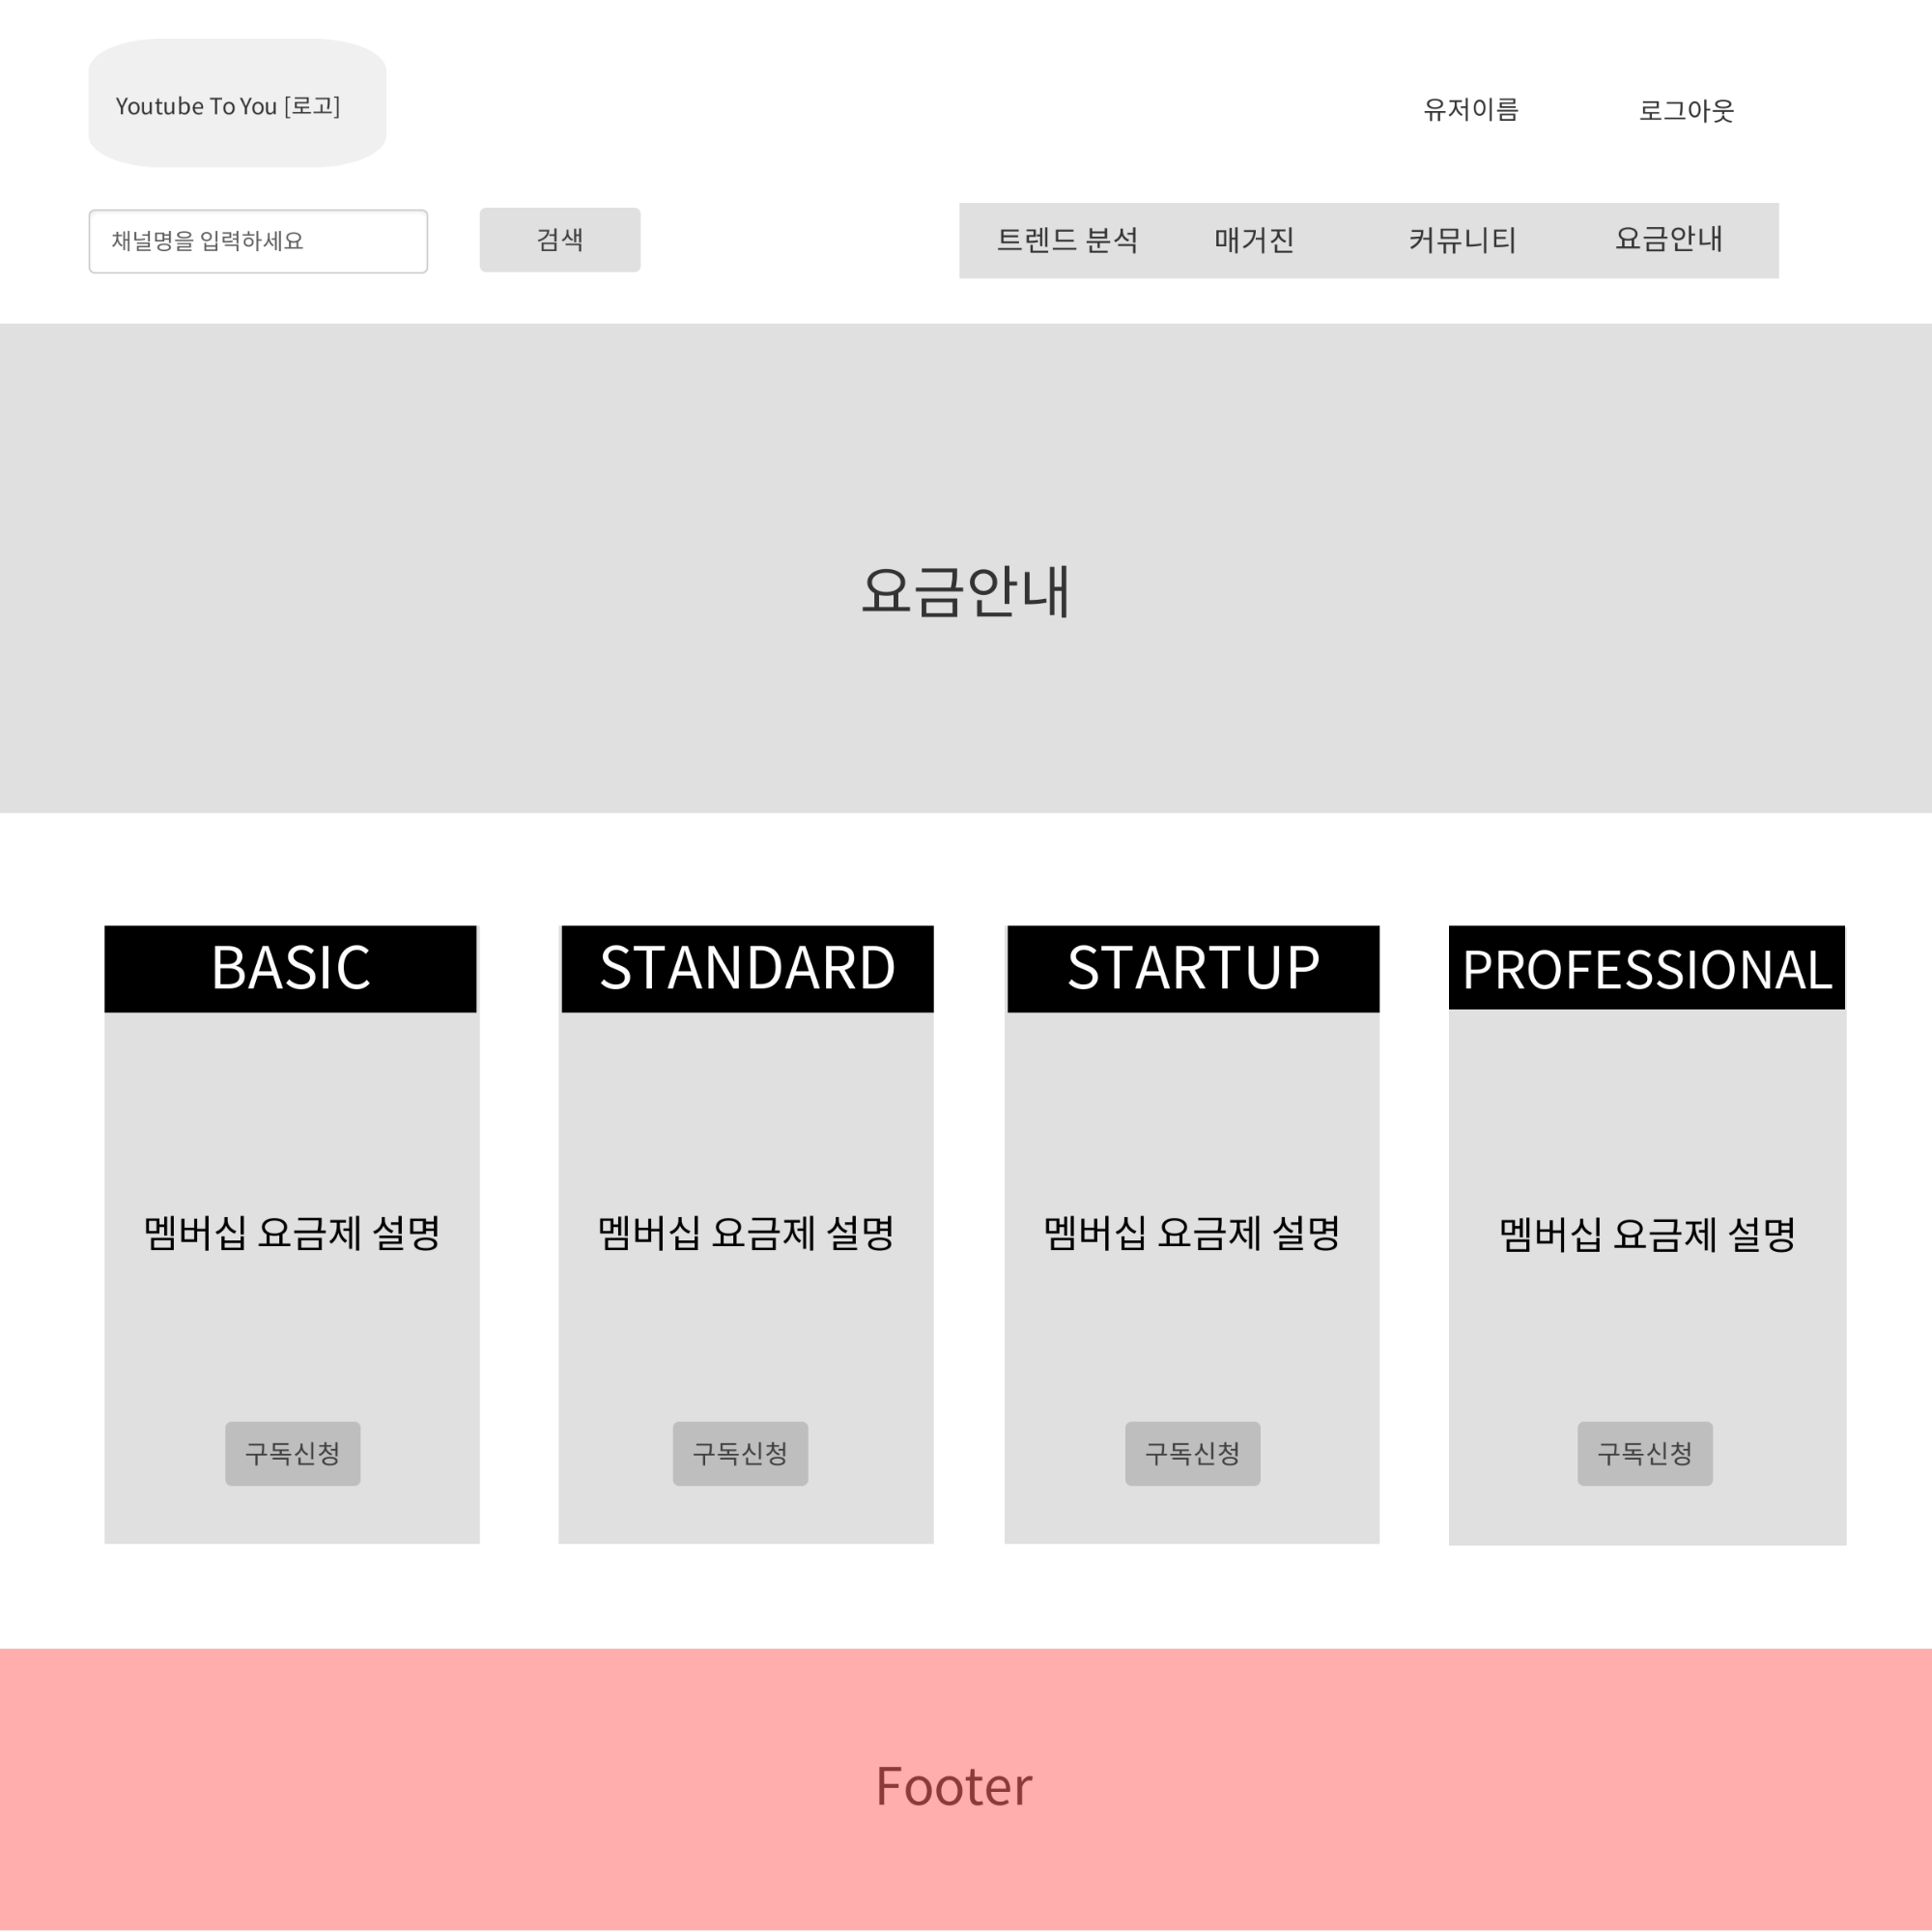 Youtube To You [로고]
유저이름
로그아웃
채널명을 입력하세요
검색
트렌드 분석
매거진
커뮤니티
요금안내
요금안내
BASIC
STANDARD
STARTUP
PROFESSIONAL
멤버십 요금제 설명
멤버십 요금제 설명
멤버십 요금제 설명
멤버십 요금제 설명
구독신청
구독신청
구독신청
구독신청
Footer